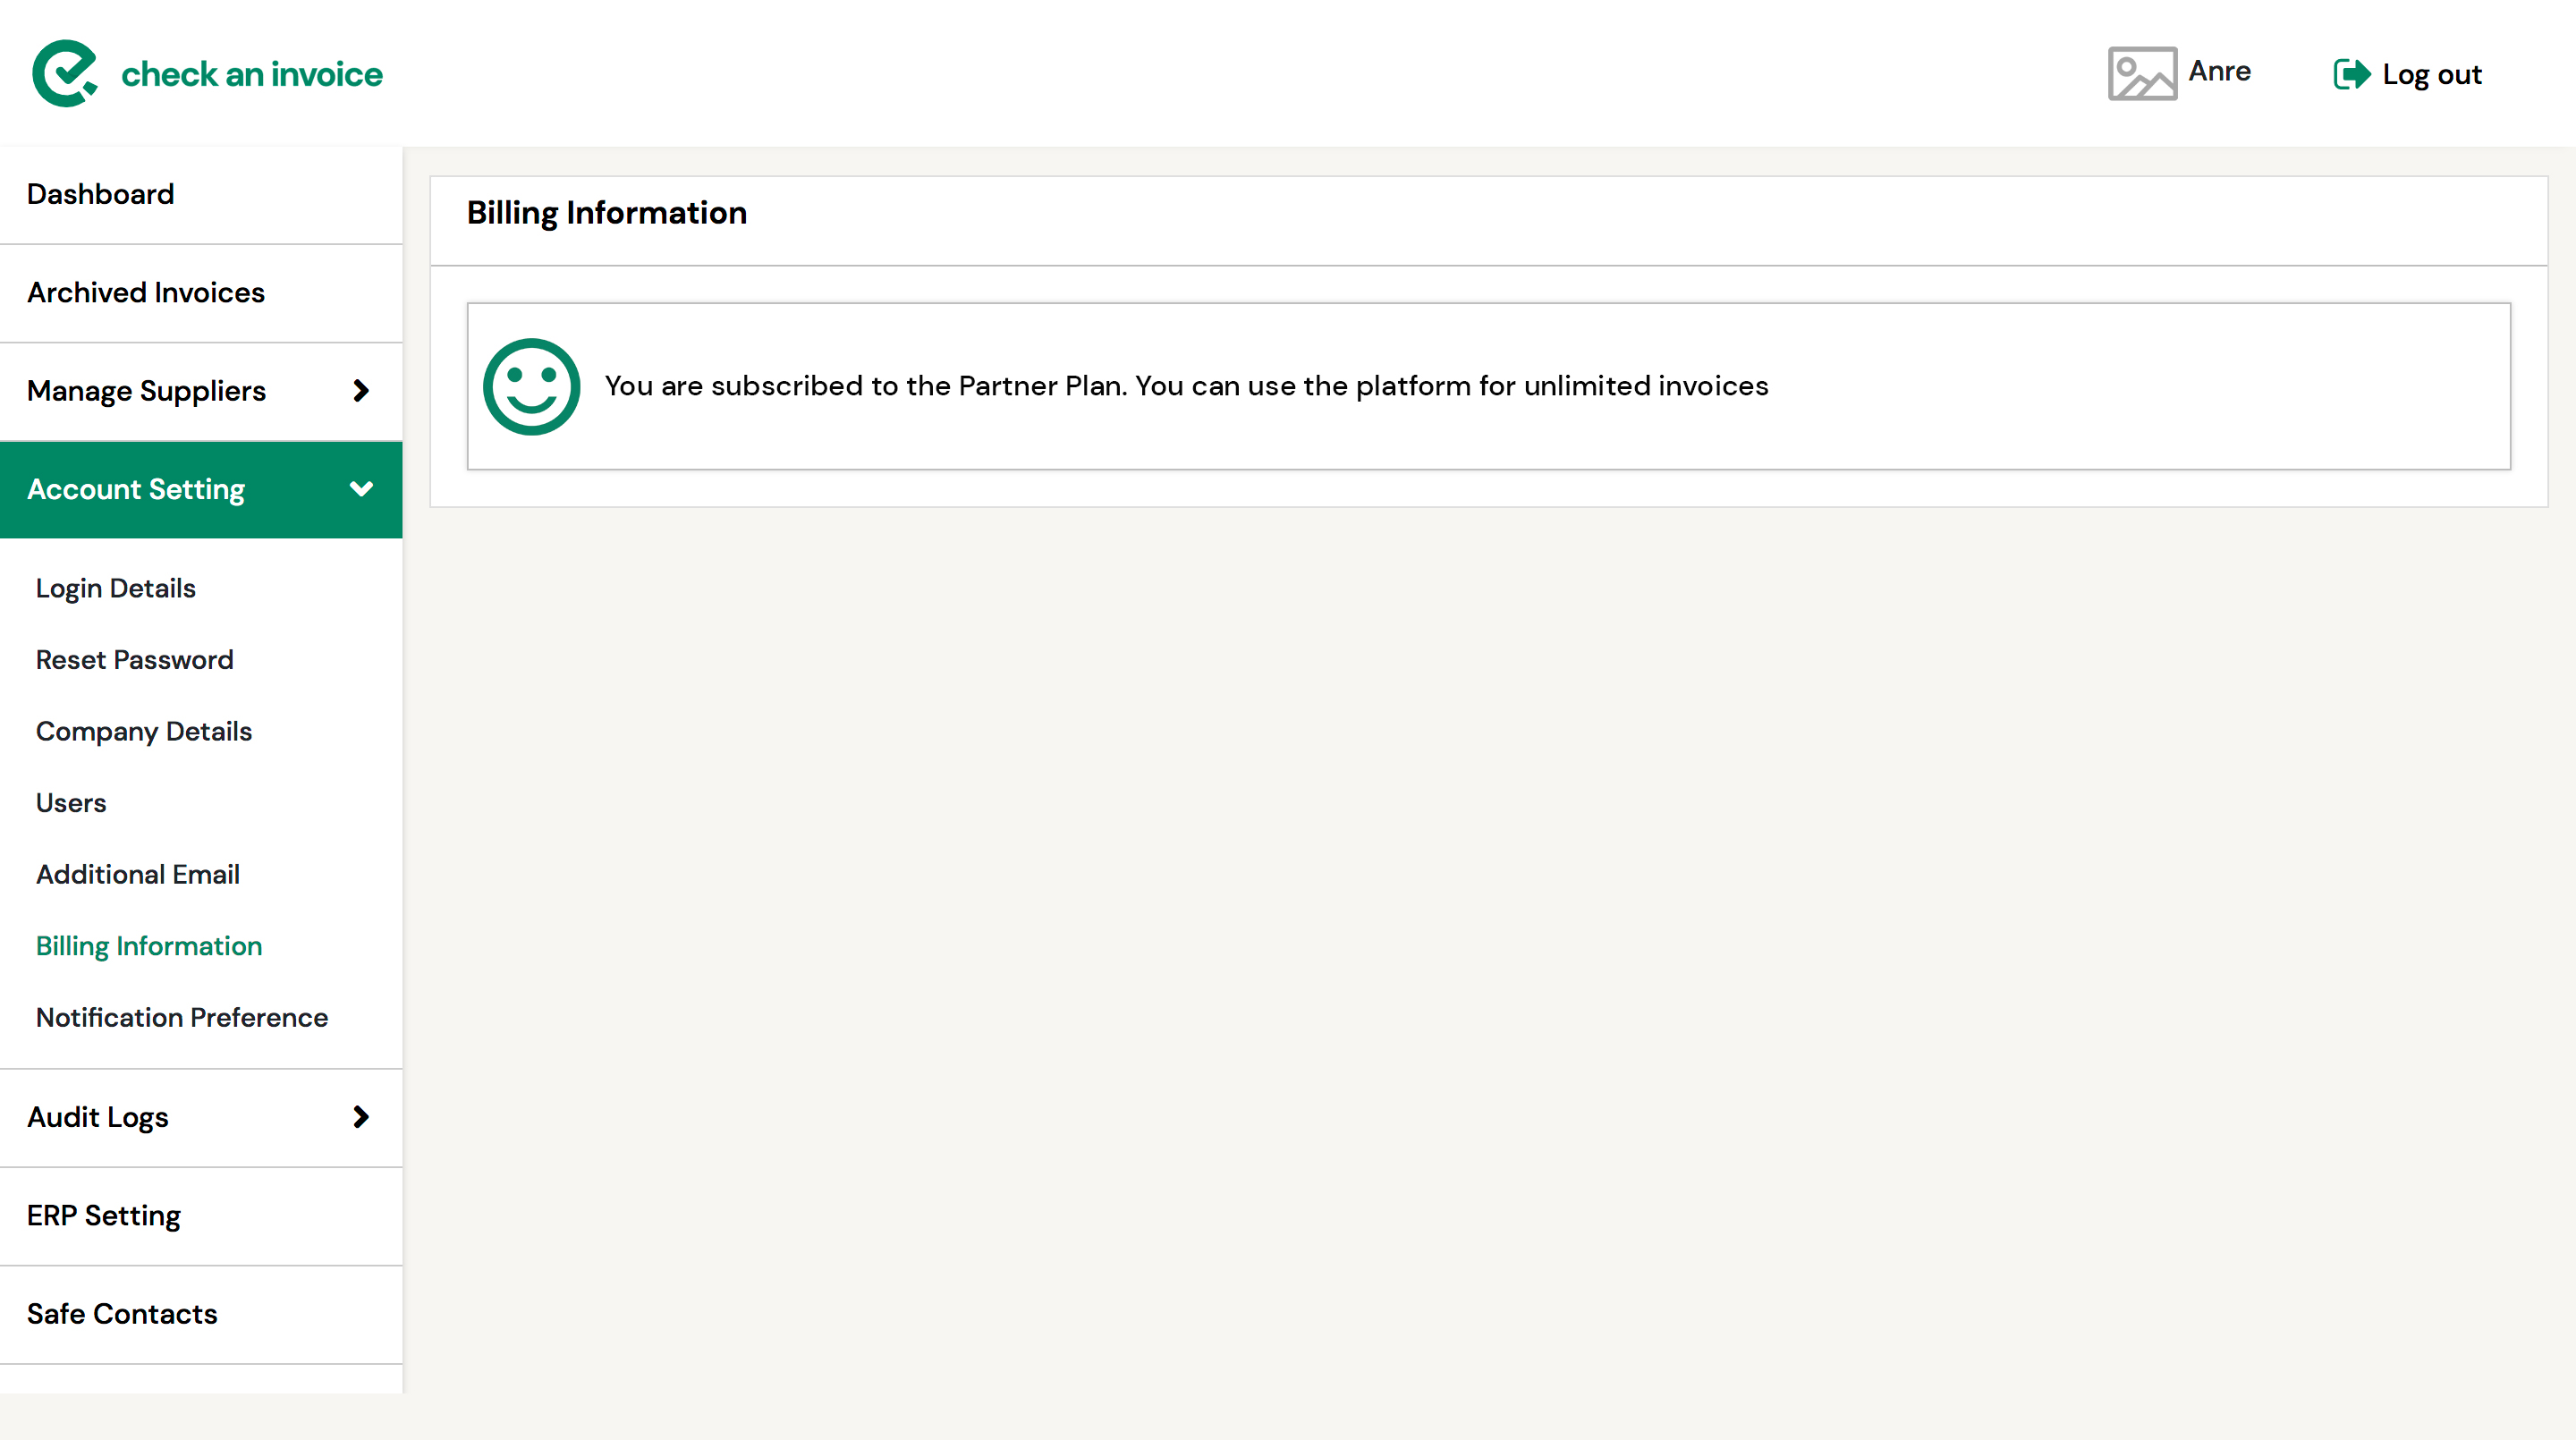 check an invoice
Anre
Log out
Dashboard
Archived Invoices
Manage Suppliers
Account Setting
Login Details
Reset Password
Company Details
Users
Additional Email
Billing Information
Notification Preference
Audit Logs
ERP Setting
Safe Contacts
Billing Information
You are subscribed to the Partner Plan. You can use the platform for unlimited invoices